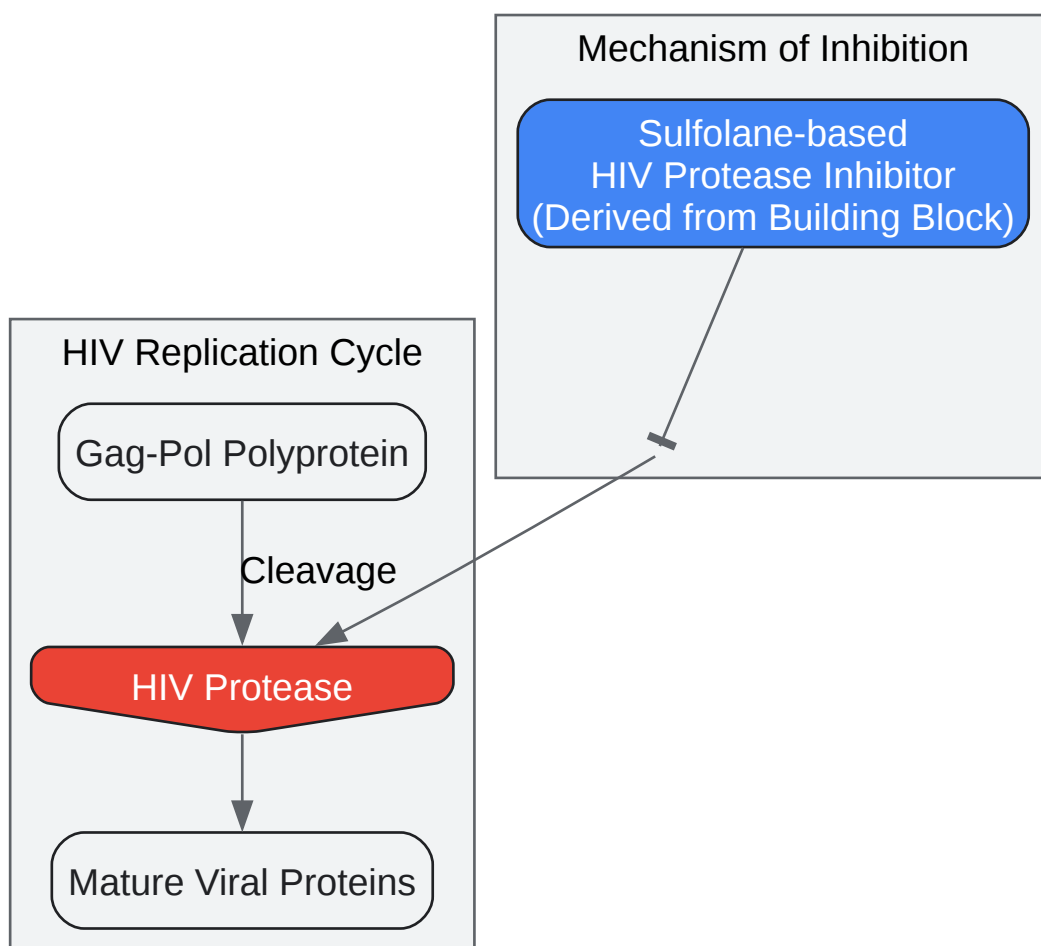 Mechanism of Inhibition
Sulfolane-based
HIV Protease Inhibitor
(Derived from Building Block)
HIV Replication Cycle
Gag-Pol Polyprotein
Cleavage
HIV Protease
Mature Viral Proteins